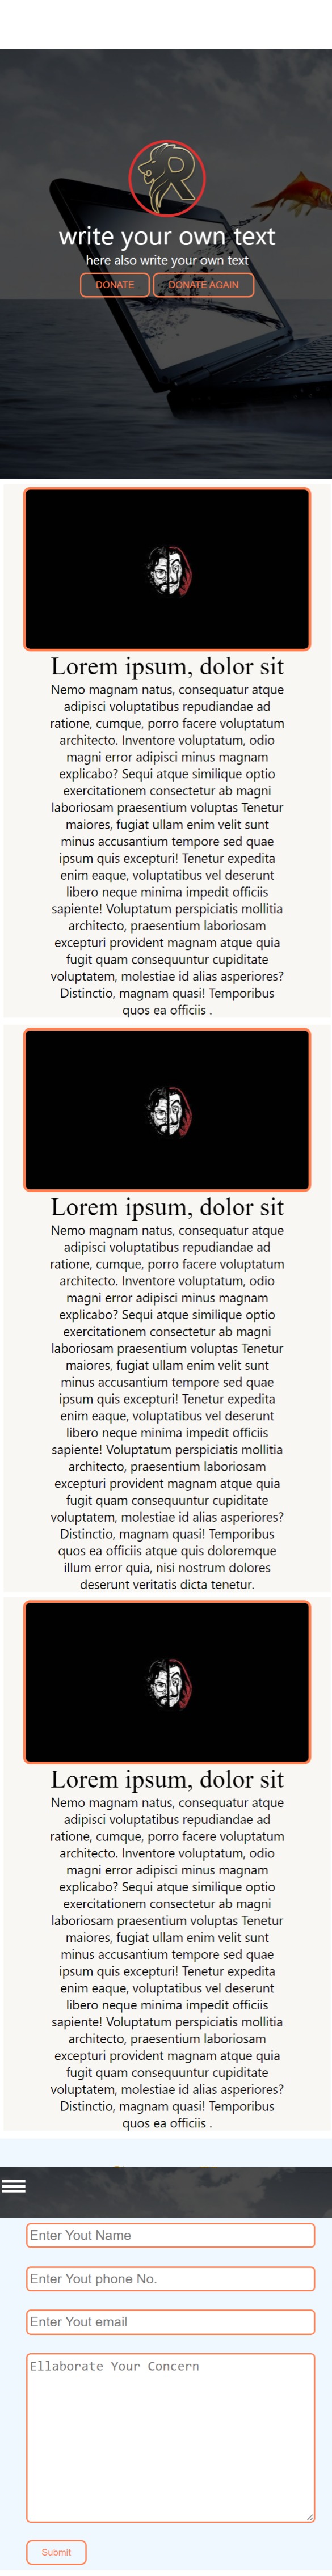 R
write your own text
here also write your own text
DONATE DONATE AGAIN
Lorem ipsum, dolor sit
Nemo magnam natus, consequatur atque
adipisci voluptatibus repudiandae ad
ratione, cumque, porro facere voluptatum
architecto. Inventore voluptatum, odio
magni error adipisci minus magnam
explicabo? Sequi atque similique optio
exercitationem consectetur ab magni
laboriosam praesentium voluptas Tenetur
maiores, fugiat ullam enim velit sunt
minus accusantium tempore sed quae
ipsum quis excepturi! Tenetur expedita
enim eaque, voluptatibus vel deserunt
libero neque minima impedit officiis
sapiente! Voluptatum perspiciatis mollitia
architecto, praesentium laboriosam
excepturi provident magnam atque quia
fugit quam consequuntur cupiditate
voluptatem, molestiae id alias asperiores?
Distinctio, magnam quasi! Temporibus
quos ea officiis .
Lorem ipsum, dolor sit
Nemo magnam natus, consequatur atque
adipisci voluptatibus repudiandae ad
ratione, cumque, porro facere voluptatum
architecto. Inventore voluptatum, odio
magni error adipisci minus magnam
explicabo? Sequi atque similique optio
exercitationem consectetur ab magni
laboriosam praesentium voluptas Tenetur
maiores, fugiat ullam enim velit sunt
minus accusantium tempore sed quae
ipsum quis excepturi! Tenetur expedita
enim eaque, voluptatibus vel deserunt
libero neque minima impedit officiis
sapiente! Voluptatum perspiciatis mollitia
architecto, praesentium laboriosam
excepturi provident magnam atque quia
fugit quam consequuntur cupiditate
voluptatem, molestiae id alias asperiores?
Distinctio, magnam quasi! Temporibus
quos ea officiis atque quis doloremque
illum error quia, nisi nostrum dolores
deserunt veritatis dicta tenetur.
Lorem ipsum, dolor sit
Nemo magnam natus, consequatur atque
adipisci voluptatibus repudiandae ad
ratione, cumque, porro facere voluptatum
architecto. Inventore voluptatum, odio
magni error adipisci minus magnam
explicabo? Sequi atque similique optio
exercitationem consectetur ab magni
laboriosam praesentium voluptas Tenetur
maiores, fugiat ullam enim velit sunt
minus accusantium tempore sed quae
ipsum quis excepturi! Tenetur expedita
enim eaque, voluptatibus vel deserunt
libero neque minima impedit officiis
sapiente! Voluptatum perspiciatis mollitia
architecto, praesentium laboriosam
excepturi provident magnam atque quia
fugit quam consequuntur cupiditate
voluptatem, molestiae id alias asperiores?
Distinctio, magnam quasi! Temporibus
quos ea officiis .
Enter Yout Name
Enter Yout phone No.
Enter Yout email
Ellaborate Your Concern
Submit